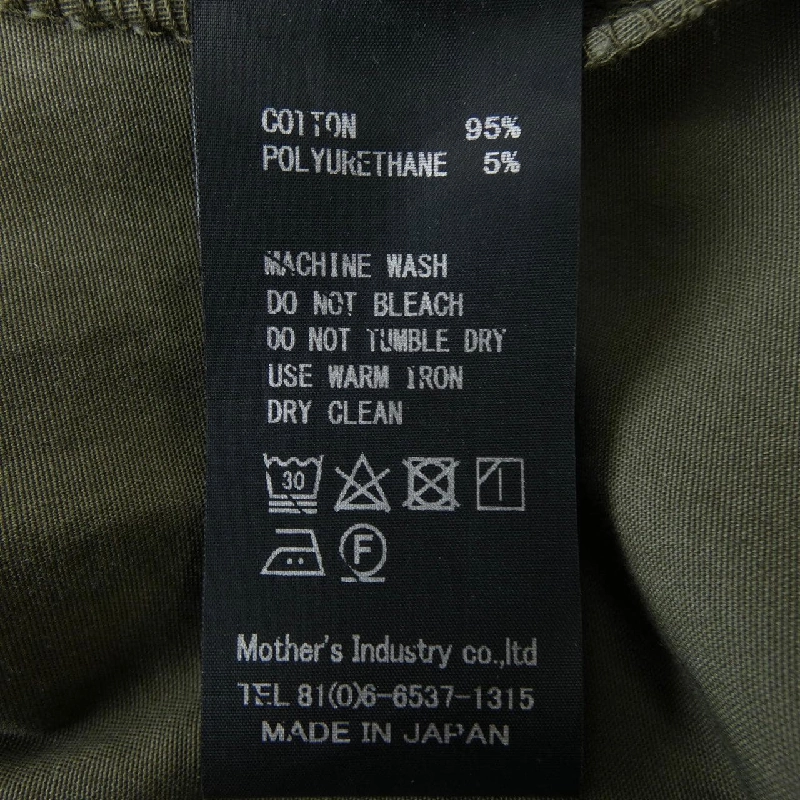 COTTON 95%
POLYURETHANE 5%
MACHINE WASH
DO NOT BLEACH
DO NOT TUMBLE DRY
USE WARM IRON
DRY CLEAN
30
F
Mother's Industry co.,ltd
TEL 81(0)6-6537-1315
MADE IN JAPAN